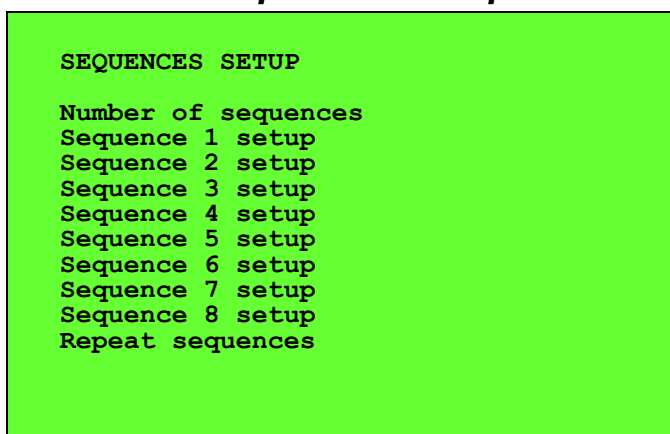 SEQUENCES SETUP
Number of sequences
Sequence 1 setup
Sequence 2 setup
Sequence 3 setup
Sequence 4 setup
Sequence 5 setup
Sequence 6 setup
Sequence 7 setup
Sequence 8 setup
Repeat sequences